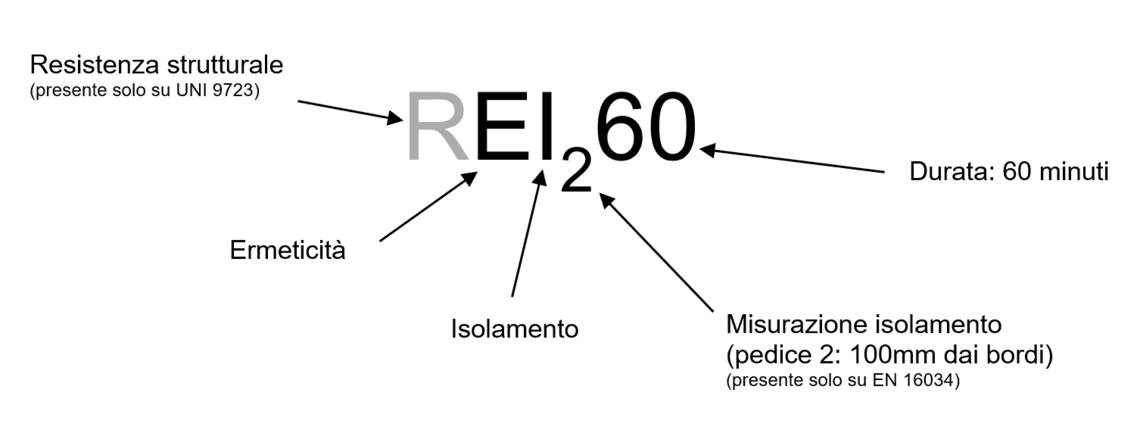 Resistenza strutturale
(presente solo su UNI 9723)
REI₂60
Durata: 60 minuti
Ermeticità
Isolamento
Misurazione isolamento
(pedice 2: 100mm dai bordi)
(presente solo su EN 16034)